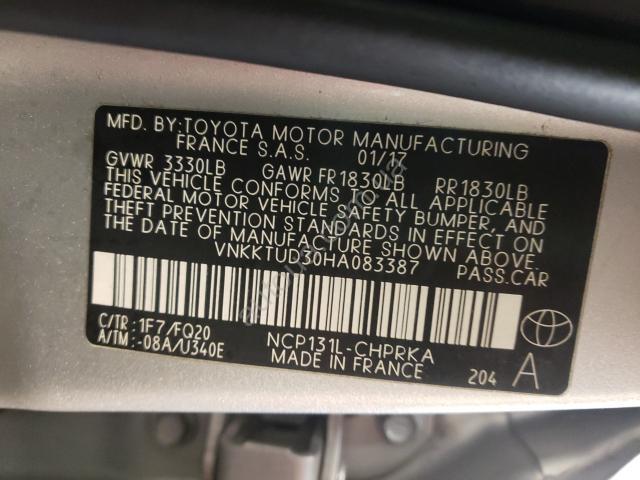 MFD. BY:TOYOTA MOTOR MANUFACTURING
FRANCE S.A.S. 01/17
GVWR 3330LB GAWR FR1830LB RR1830LB
THIS VEHICLE CONFORMS TO ALL APPLICABLE
FEDERAL MOTOR VEHICLE SAFETY BUMPER, AND
THEFT PREVENTION STANDARDS IN EFFECT ON
THE DATE OF MANUFACTURE SHOWN ABOVE.
VNKKTUD30HA083387 PASS.CAR
C/TR: 1F7/FQ20 NCP131L-CHPRKA
A/TM: -08A/U340E MADE IN FRANCE 204 A